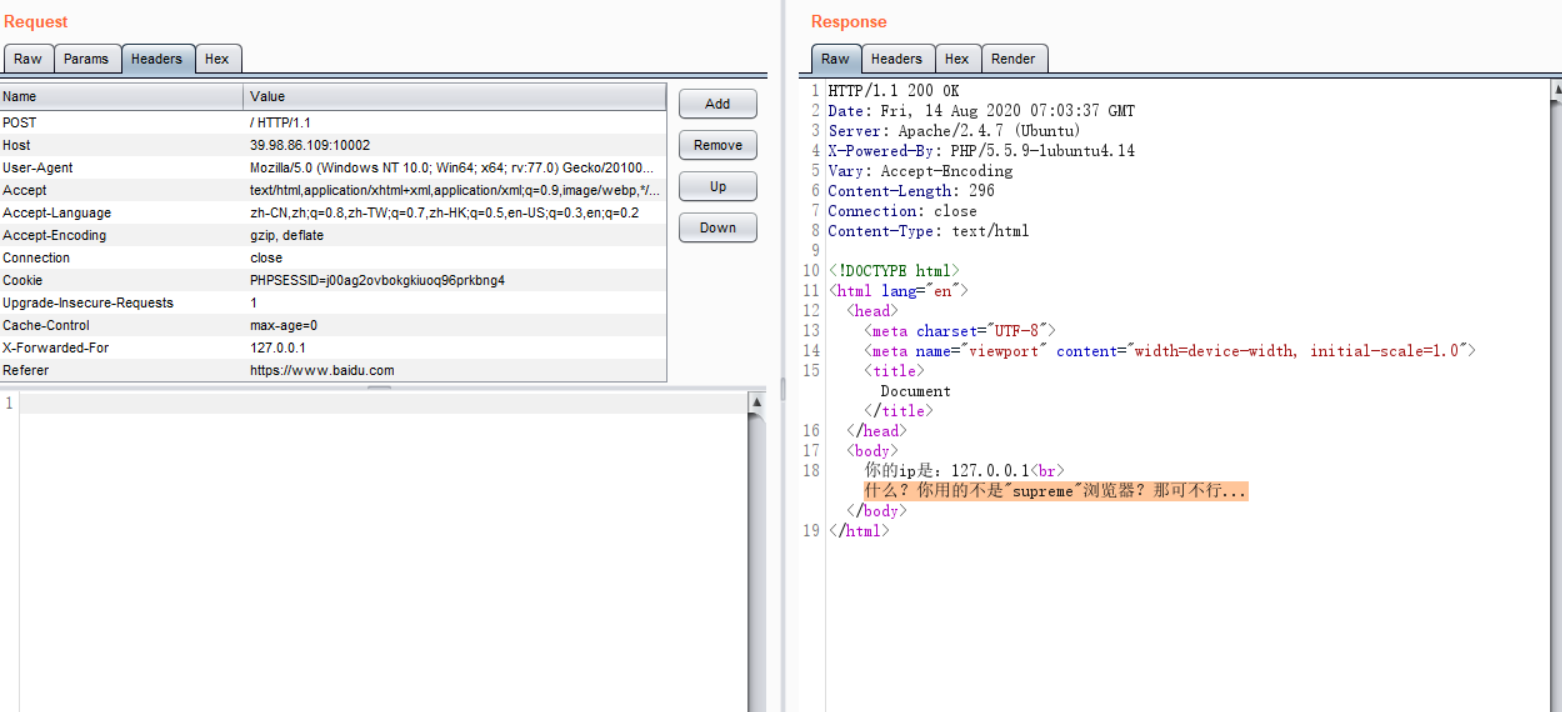 Request
Raw Params Headers Hex
Name Value
POST / HTTP/1.1
Host 39.98.86.109:10002
User-Agent Mozilla/5.0 (Windows NT 10.0; Win64; x64; rv:77.0) Gecko/20100...
Accept text/html,application/xhtml+xml,application/xml;q=0.9,image/webp,*/...
Accept-Language zh-CN,zh;q=0.8,zh-TW;q=0.7,zh-HK;q=0.5,en-US;q=0.3,en;q=0.2
Accept-Encoding gzip, deflate
Connection close
Cookie PHPSESSID=j00ag2ovbokgkiuoq96prkbng4
Upgrade-Insecure-Requests 1
Cache-Control max-age=0
X-Forwarded-For 127.0.0.1
Referer https://www.baidu.com
Add
Remove
Up
Down
1
Response
Raw Headers Hex Render
1 HTTP/1.1 200 OK
2 Date: Fri, 14 Aug 2020 07:03:37 GMT
3 Server: Apache/2.4.7 (Ubuntu)
4 X-Powered-By: PHP/5.5.9-1ubuntu4.14
5 Vary: Accept-Encoding
6 Content-Length: 296
7 Connection: close
8 Content-Type: text/html
9
10 <!DOCTYPE html>
11 <html lang="en">
12 <head>
13 <meta charset="UTF-8">
14 <meta name="viewport" content="width=device-width, initial-scale=1.0">
15 <title>
Document
</title>
16 </head>
17 <body>
18 你的ip是：127.0.0.1<br>
什么？你用的不是"supreme"浏览器？那可不行...
</body>
19 </html>